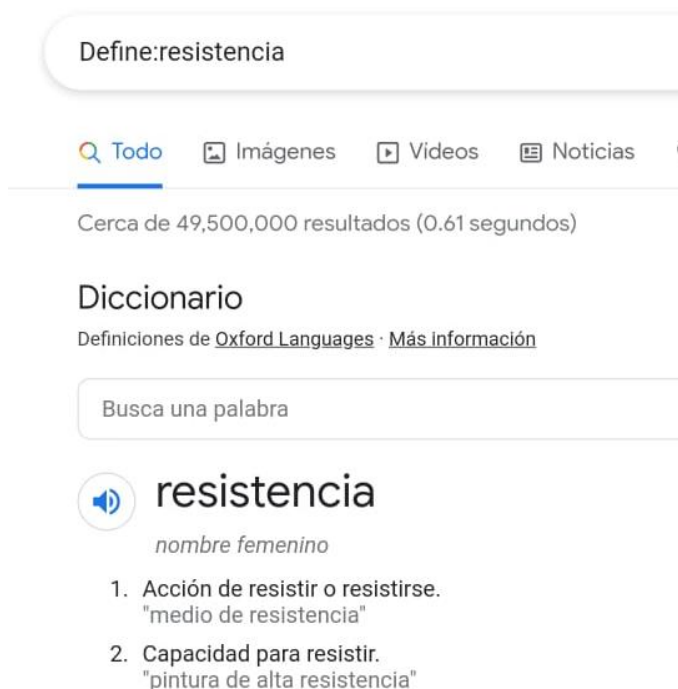 Define:resistencia
Todo Imágenes Videos Noticias
Cerca de 49,500,000 resultados (0.61 segundos)
Diccionario
Definiciones de Oxford Languages · Más información
Busca una palabra
resistencia
nombre femenino
1. Acción de resistir o resistirse.
"medio de resistencia"
2. Capacidad para resistir.
"pintura de alta resistencia"